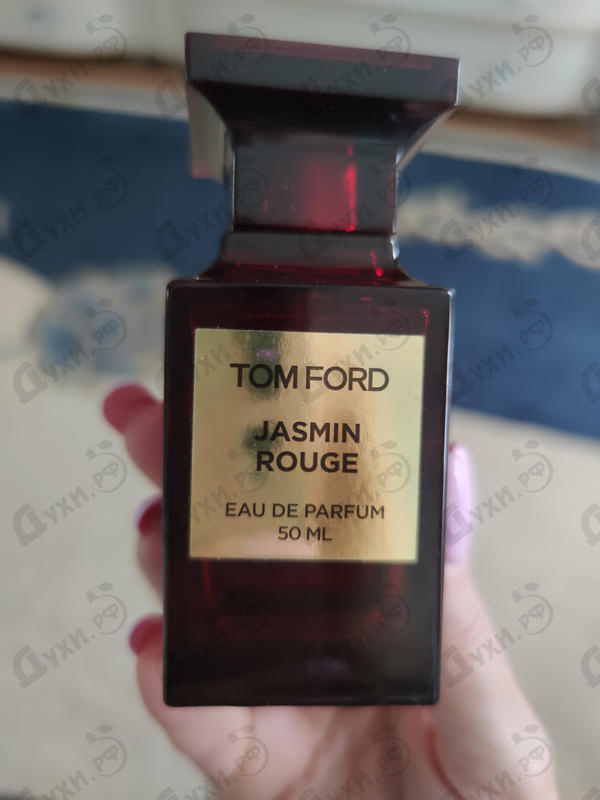 TOM FORD
JASMIN
ROUGE
EAU DE PARFUM
50 ML
Духи.РФ